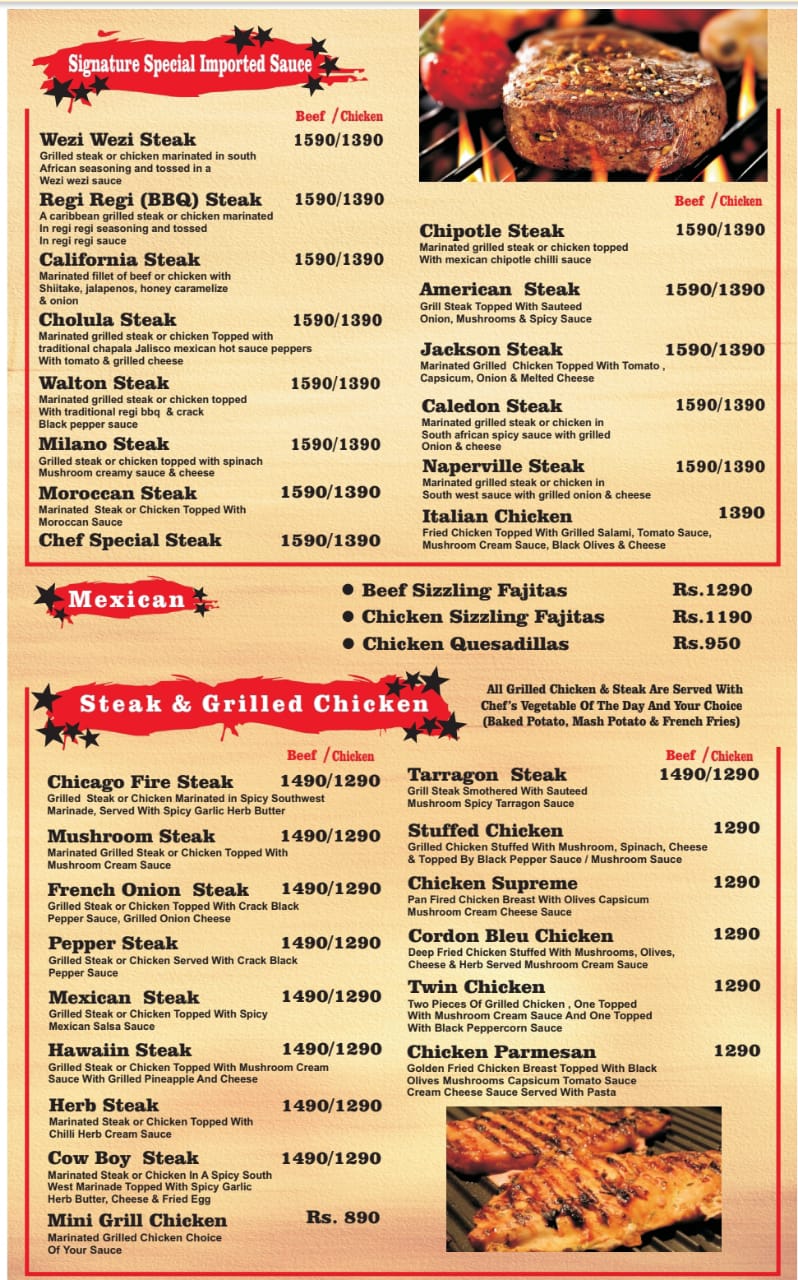 Signature Special Imported Sauce
Beef / Chicken
Wezi Wezi Steak 1590/1390
Grilled steak or chicken marinated in south
African seasoning and tossed in a
Wezi wezi sauce
Regi Regi (BBQ) Steak 1590/1390
A caribbean grilled steak or chicken marinated
In regi regi seasoning and tossed
In regi regi sauce
California Steak 1590/1390
Marinated fillet of beef or chicken with
Shiitake, jalapenos, honey caramelize
& onion
Cholula Steak 1590/1390
Marinated grilled steak or chicken Topped with
traditional chapala Jalisco mexican hot sauce peppers
With tomato & grilled cheese
Walton Steak 1590/1390
Marinated grilled steak or chicken topped
With traditional regi bbq & crack
Black pepper sauce
Milano Steak 1590/1390
Grilled steak or chicken topped with spinach
Mushroom creamy sauce & cheese
Moroccan Steak 1590/1390
Marinated Steak or Chicken Topped With
Moroccan Sauce
Chef Special Steak 1590/1390
Beef / Chicken
Chipotle Steak 1590/1390
Marinated grilled steak or chicken topped
With mexican chipotle chilli sauce
American Steak 1590/1390
Grill Steak Topped With Sauteed
Onion, Mushrooms & Spicy Sauce
Jackson Steak 1590/1390
Marinated Grilled Chicken Topped With Tomato ,
Capsicum, Onion & Melted Cheese
Caledon Steak 1590/1390
Marinated grilled steak or chicken in
South african spicy sauce with grilled
Onion & cheese
Naperville Steak 1590/1390
Marinated grilled steak or chicken in
South west sauce with grilled onion & cheese
Italian Chicken 1390
Fried Chicken Topped With Grilled Salami, Tomato Sauce,
Mushroom Cream Sauce, Black Olives & Cheese
Mexican
● Beef Sizzling Fajitas Rs.1290
● Chicken Sizzling Fajitas Rs.1190
● Chicken Quesadillas Rs.950
Steak & Grilled Chicken
All Grilled Chicken & Steak Are Served With
Chef's Vegetable Of The Day And Your Choice
(Baked Potato, Mash Potato & French Fries)
Beef / Chicken
Chicago Fire Steak 1490/1290
Grilled Steak or Chicken Marinated in Spicy Southwest
Marinade, Served With Spicy Garlic Herb Butter
Mushroom Steak 1490/1290
Marinated Grilled Steak or Chicken Topped With
Mushroom Cream Sauce
French Onion Steak 1490/1290
Grilled Steak or Chicken Topped With Crack Black
Pepper Sauce, Grilled Onion Cheese
Pepper Steak 1490/1290
Grilled Steak or Chicken Served With Crack Black
Pepper Sauce
Mexican Steak 1490/1290
Grilled Steak or Chicken Topped With Spicy
Mexican Salsa Sauce
Hawaiin Steak 1490/1290
Grilled Steak or Chicken Topped With Mushroom Cream
Sauce With Grilled Pineapple And Cheese
Herb Steak 1490/1290
Marinated Steak or Chicken Topped With
Chilli Herb Cream Sauce
Cow Boy Steak 1490/1290
Marinated Steak or Chicken In A Spicy South
West Marinade Topped With Spicy Garlic
Herb Butter, Cheese & Fried Egg
Mini Grill Chicken Rs. 890
Marinated Grilled Chicken Choice
Of Your Sauce
Beef / Chicken
Tarragon Steak 1490/1290
Grill Steak Smothered With Sauteed
Mushroom Spicy Tarragon Sauce
Stuffed Chicken 1290
Grilled Chicken Stuffed With Mushroom, Spinach, Cheese
& Topped By Black Pepper Sauce / Mushroom Sauce
Chicken Supreme 1290
Pan Fired Chicken Breast With Olives Capsicum
Mushroom Cream Cheese Sauce
Cordon Bleu Chicken 1290
Deep Fried Chicken Stuffed With Mushrooms, Olives,
Cheese & Herb Served Mushroom Cream Sauce
Twin Chicken 1290
Two Pieces Of Grilled Chicken , One Topped
With Mushroom Cream Sauce And One Topped
With Black Peppercorn Sauce
Chicken Parmesan 1290
Golden Fried Chicken Breast Topped With Black
Olives Mushrooms Capsicum Tomato Sauce
Cream Cheese Sauce Served With Pasta